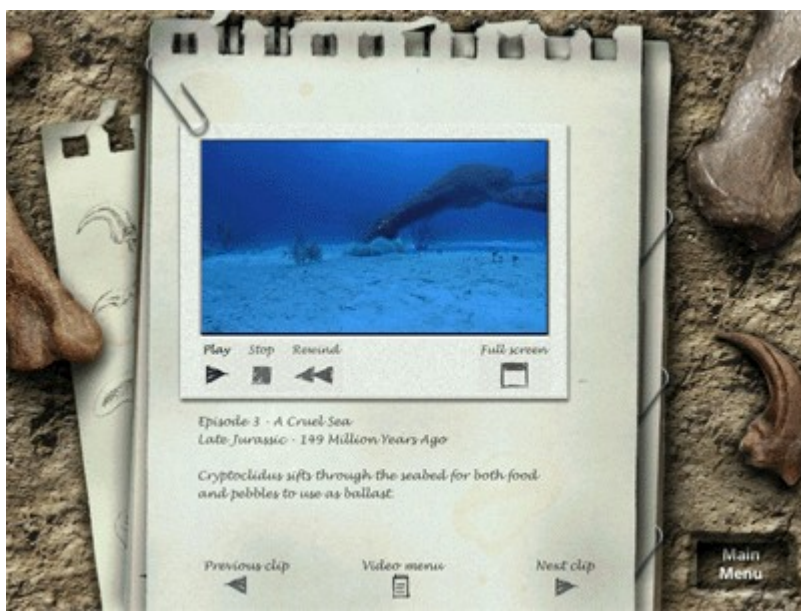 Play Stop Rewind Full screen
Episode 3 - A Cruel Sea
Late Jurassic - 149 Million Years Ago
Cryptoclidus sifts through the seabed for both food
and pebbles to use as ballast.
Previous clip Video menu Next clip
Main
Menu